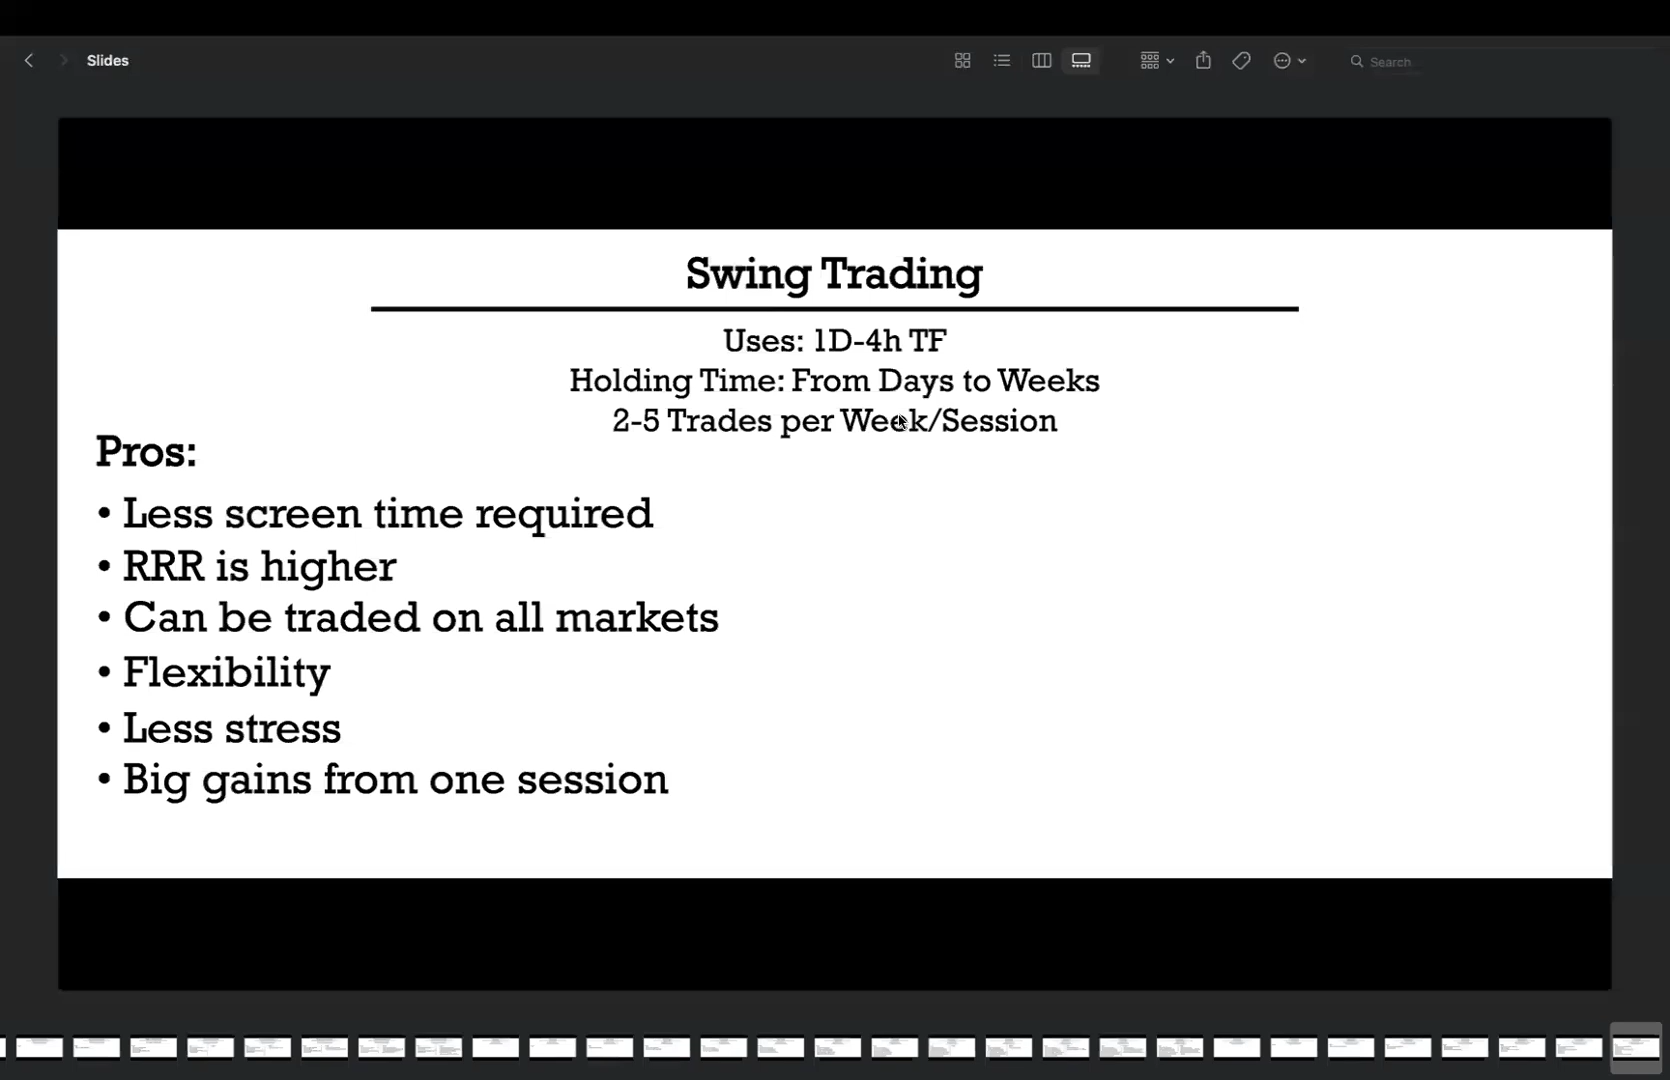 Slides
Search
Swing Trading
Uses: 1D-4h TF
Holding Time: From Days to Weeks
2-5 Trades per Week/Session
Pros:
• Less screen time required
• RRR is higher
• Can be traded on all markets
• Flexibility
• Less stress
• Big gains from one session